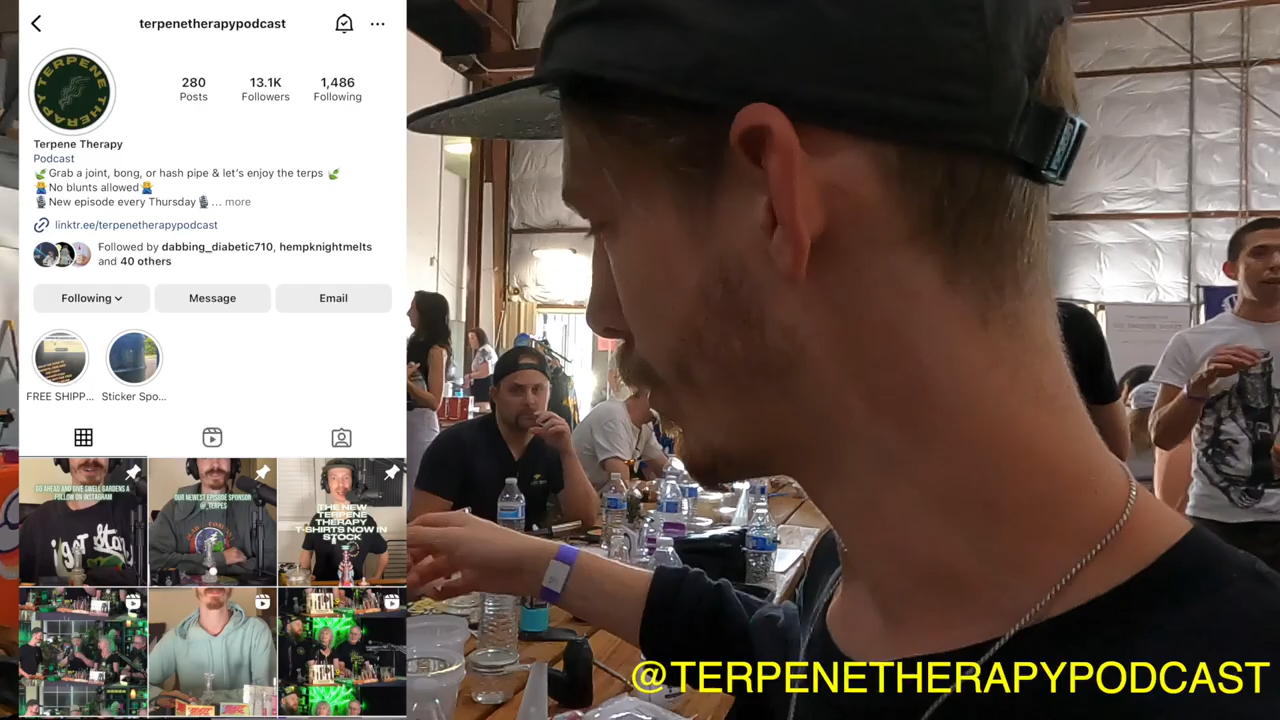 terpenetherapypodcast
TERPENE THERAPY
280
Posts
13.1K
Followers
1,486
Following
Terpene Therapy
Podcast
🌿Grab a joint, bong, or hash pipe & let's enjoy the terps 🌿
🙅No blunts allowed🙅
🎙New episode every Thursday🎙... more
linktr.ee/terpenetherapypodcast
Followed by dabbing_diabetic710, hempknightmelts
and 40 others
Following
Message
Email
FREE SHIPP...
Sticker Spo...
GO AHEAD AND GIVE SWELL GARDENS A
FOLLOW ON INSTAGRAM
OUR NEWEST EPISODE SPONSOR
@_TERPES_
THE NEW
TERPENE
THERAPY
T-SHIRTS NOW IN
STOCK
@TERPENETHERAPYPODCAST